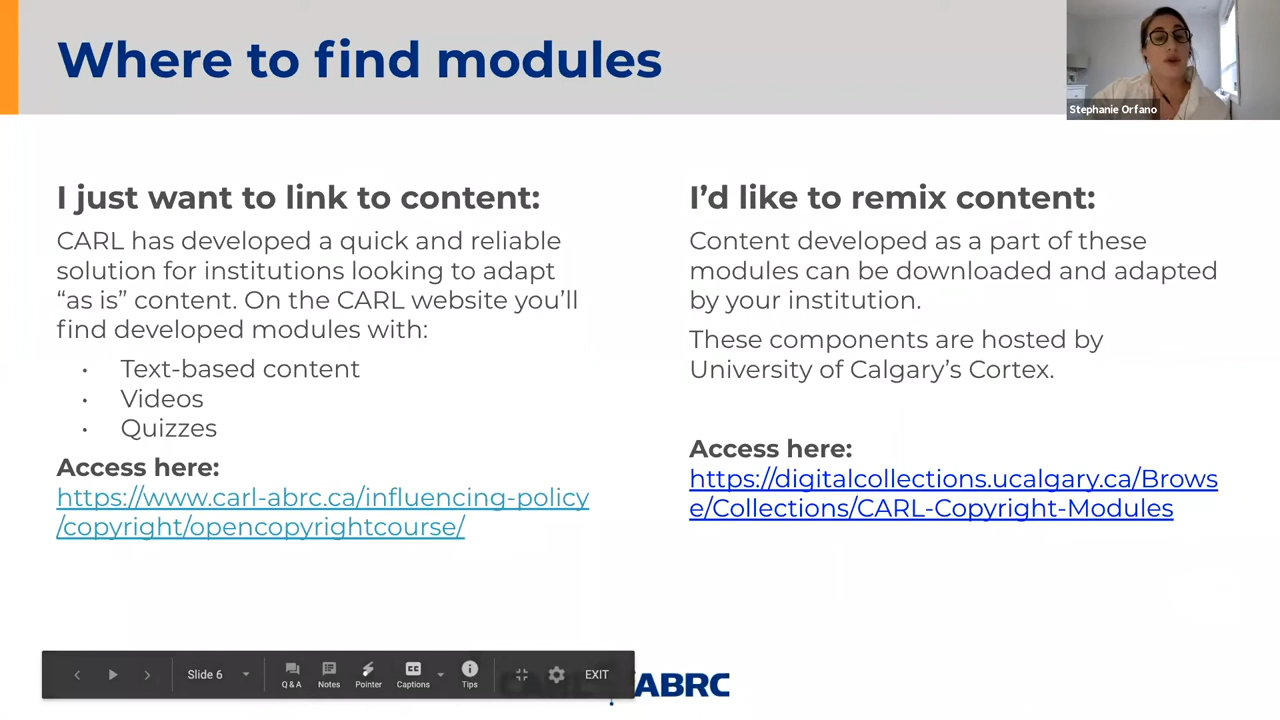 Where to find modules
Stephanie Orfano
I just want to link to content:
CARL has developed a quick and reliable
solution for institutions looking to adapt
“as is” content. On the CARL website you’ll
find developed modules with:
• Text-based content
• Videos
• Quizzes
Access here:
https://www.carl-abrc.ca/influencing-policy
/copyright/opencopyrightcourse/
I’d like to remix content:
Content developed as a part of these
modules can be downloaded and adapted
by your institution.
These components are hosted by
University of Calgary’s Cortex.
Access here:
https://digitalcollections.ucalgary.ca/Brows
e/Collections/CARL-Copyright-Modules
Slide 6
Q & A
Notes
Pointer
CC
Captions
Tips
EXIT
ABRC